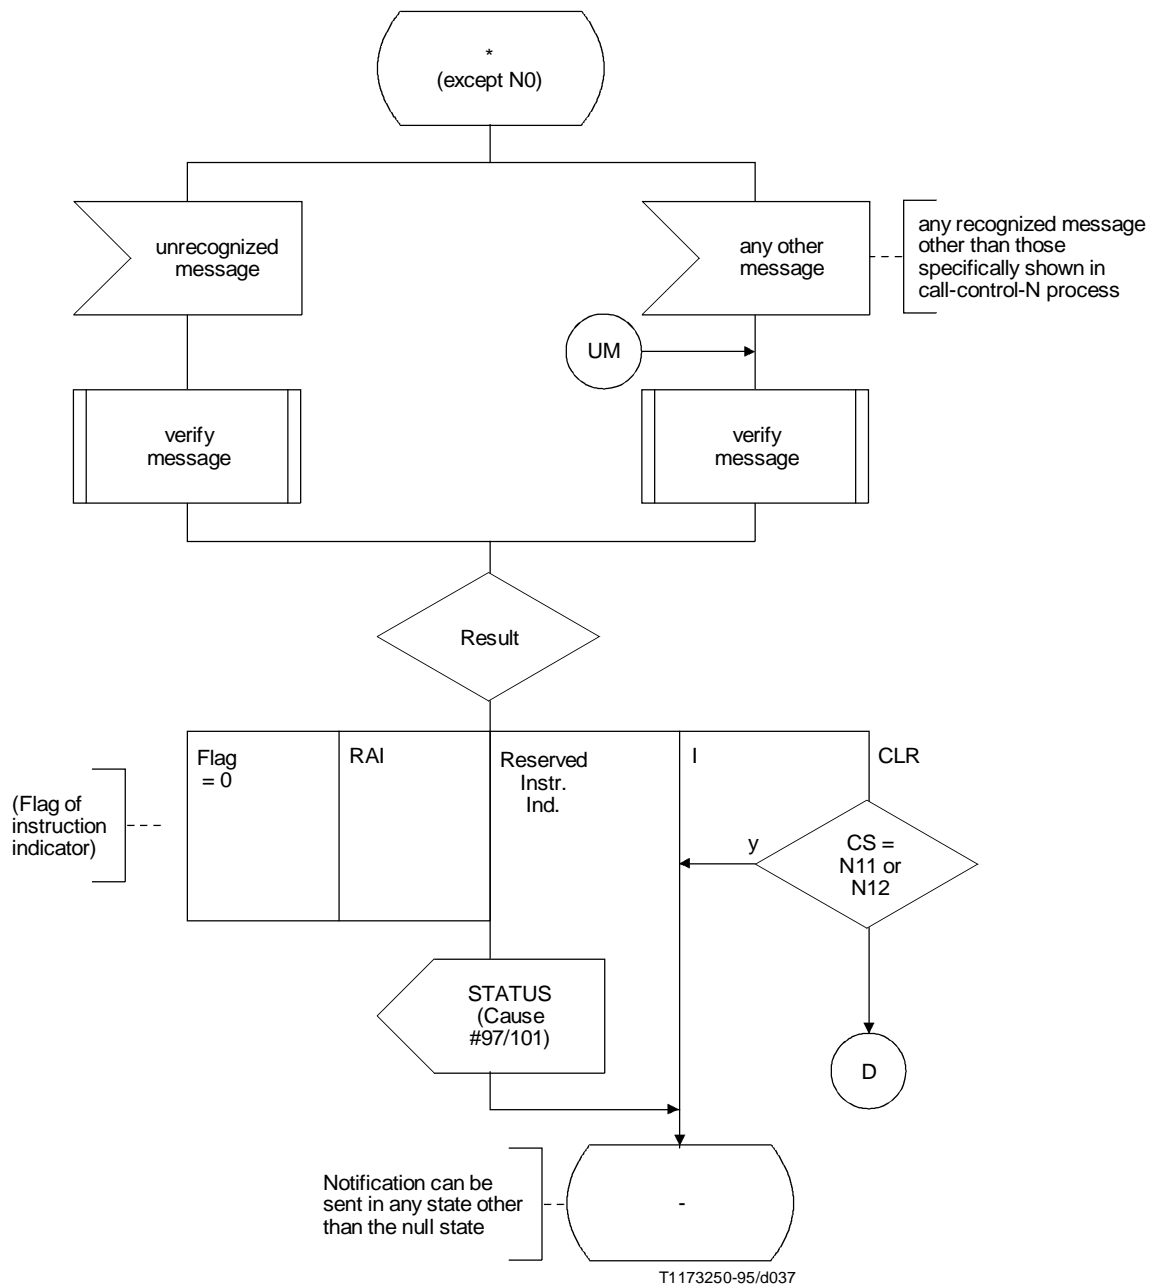 *
(except N0)
unrecognized
message
any other
message
any recognized message
other than those
specifically shown in
call-control-N process
UM
verify
message
verify
message
Result
Flag
= 0
RAI
Reserved
Instr.
Ind.
I
CLR
(Flag of
instruction
indicator)
y
CS =
N11 or
N12
STATUS
(Cause
#97/101)
D
Notification can be
sent in any state other
than the null state
-
T1173250-95/d037